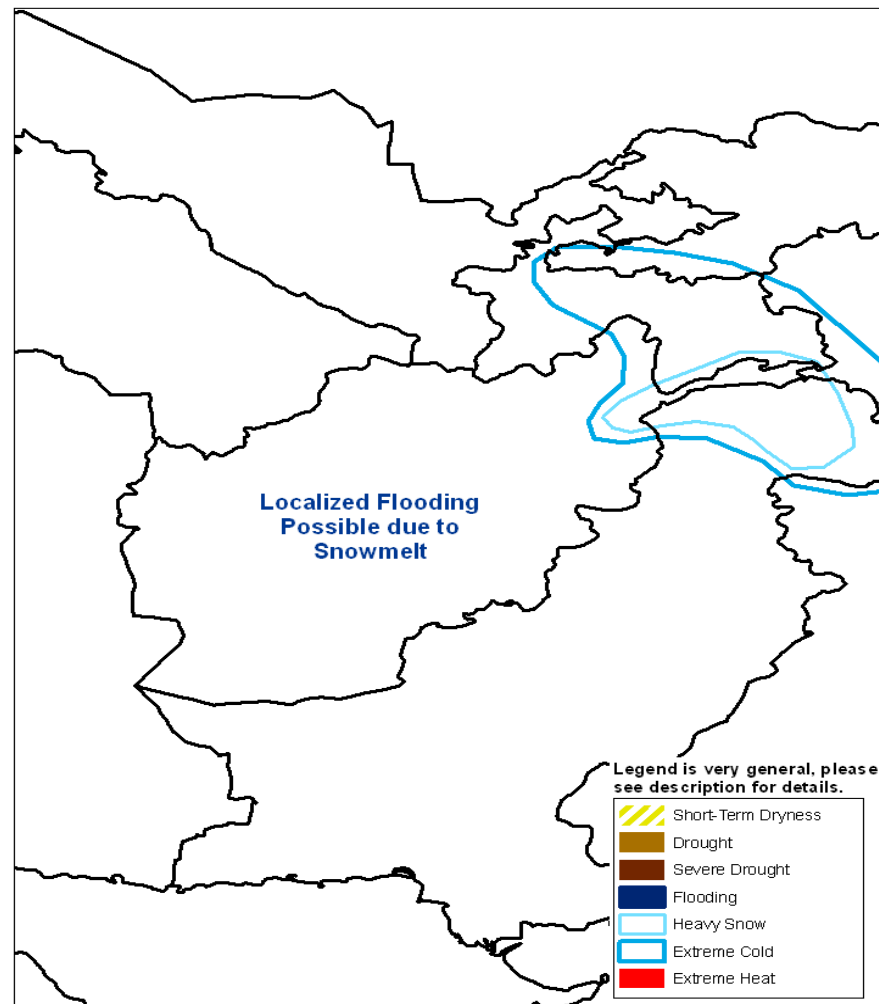 Localized Flooding
Possible due to
Snowmelt
Legend is very general, please
see description for details.
Short-Term Dryness
Drought
Severe Drought
Flooding
Heavy Snow
Extreme Cold
Extreme Heat